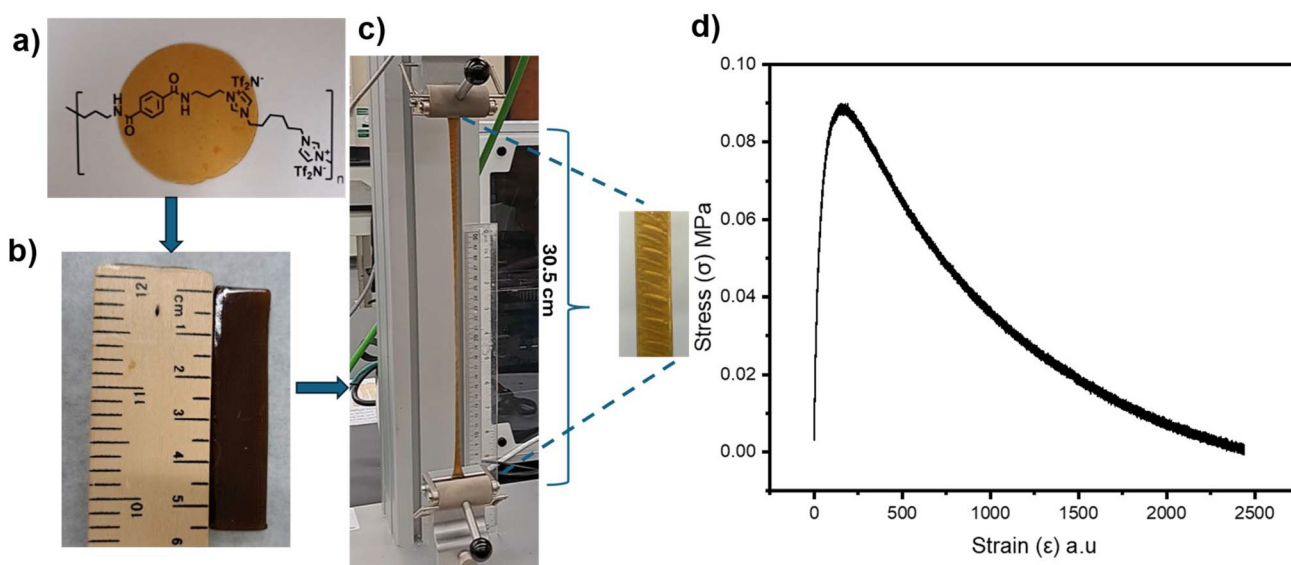 a)
O
H
N
N
H
O
Tf₂N⁻
N⁺
N
N
N⁺
Tf₂N⁻
n
b)
12
11
10
cm 1
2
3
4
5
6
c)
30.5 cm
d)
Stress (σ) MPa
0.10
0.08
0.06
0.04
0.02
0.00
0
500
1000
1500
2000
2500
Strain (ε) a.u